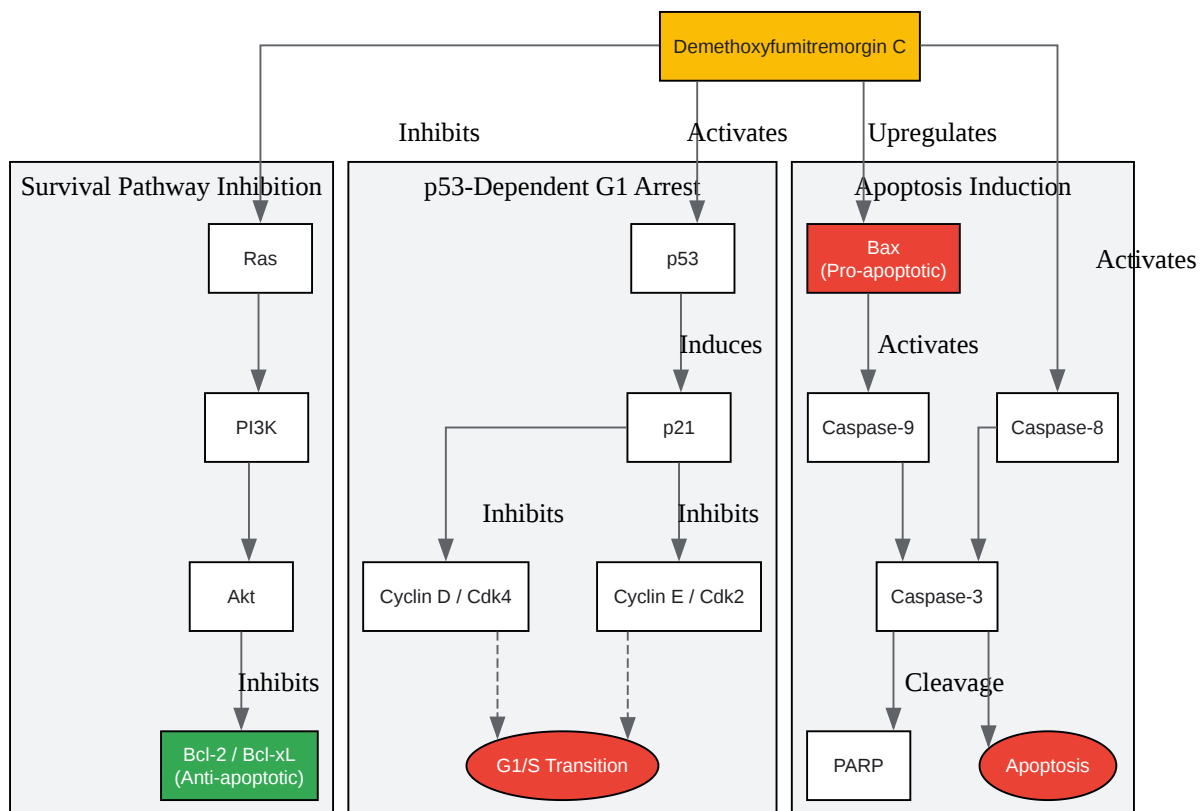 Demethoxyfumitremorgin C
Inhibits
Activates
Upregulates
Survival Pathway Inhibition
p53-Dependent G1 Arrest
Apoptosis Induction
Ras
p53
Bax
(Pro-apoptotic)
Activates
Induces
Activates
PI3K
p21
Caspase-9
Caspase-8
Inhibits
Inhibits
Akt
Cyclin D / Cdk4
Cyclin E / Cdk2
Caspase-3
Inhibits
Cleavage
Bcl-2 / Bcl-xL
(Anti-apoptotic)
G1/S Transition
PARP
Apoptosis